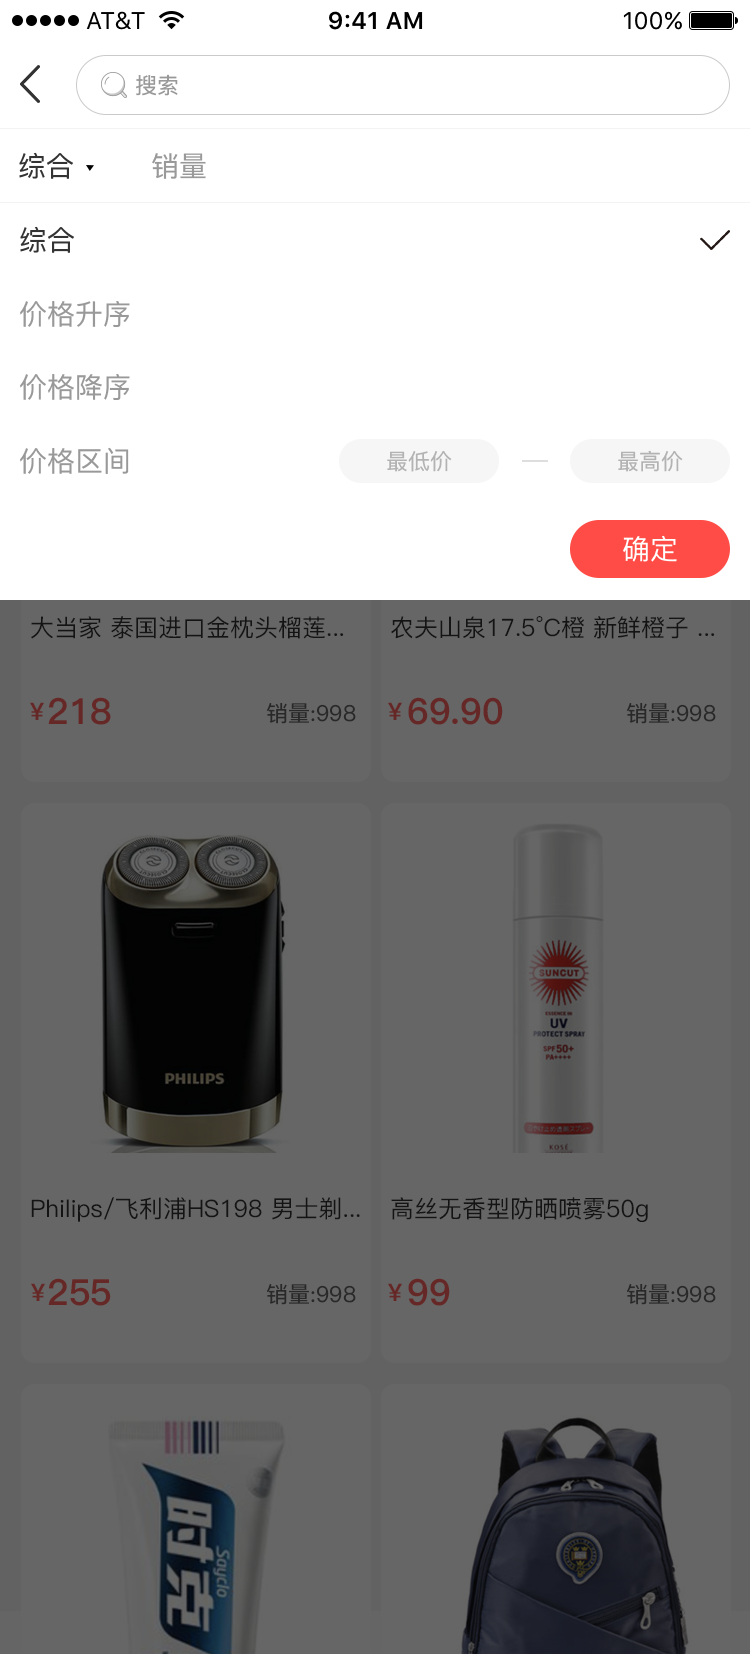 AT&T 9:41 AM 100%
搜索
综合 销量
综合
价格升序
价格降序
价格区间 最低价 — 最高价
确定
大当家 泰国进口金枕头榴莲... 农夫山泉17.5℃橙 新鲜橙子 ...
¥218 销量:998 ¥69.90 销量:998
SUNCUT
ESSENCE IN
UV
PROTECT SPRAY
SPF50+
PA++++
PHILIPS
KOSÉ
Philips/飞利浦HS198 男士剃... 高丝无香型防晒喷雾50g
¥255 销量:998 ¥99 销量:998
时克
Sayclo